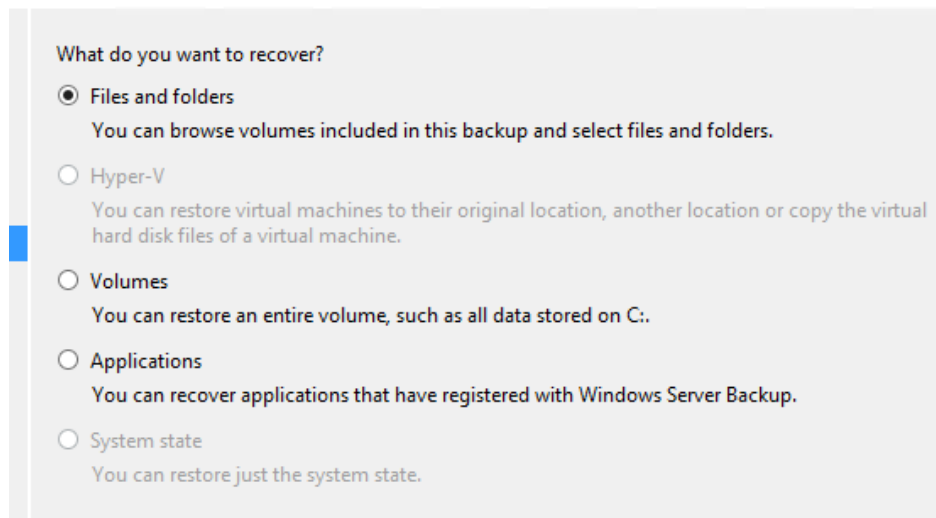 What do you want to recover?
Files and folders
You can browse volumes included in this backup and select files and folders.
Hyper-V
You can restore virtual machines to their original location, another location or copy the virtual
hard disk files of a virtual machine.
Volumes
You can restore an entire volume, such as all data stored on C:.
Applications
You can recover applications that have registered with Windows Server Backup.
System state
You can restore just the system state.